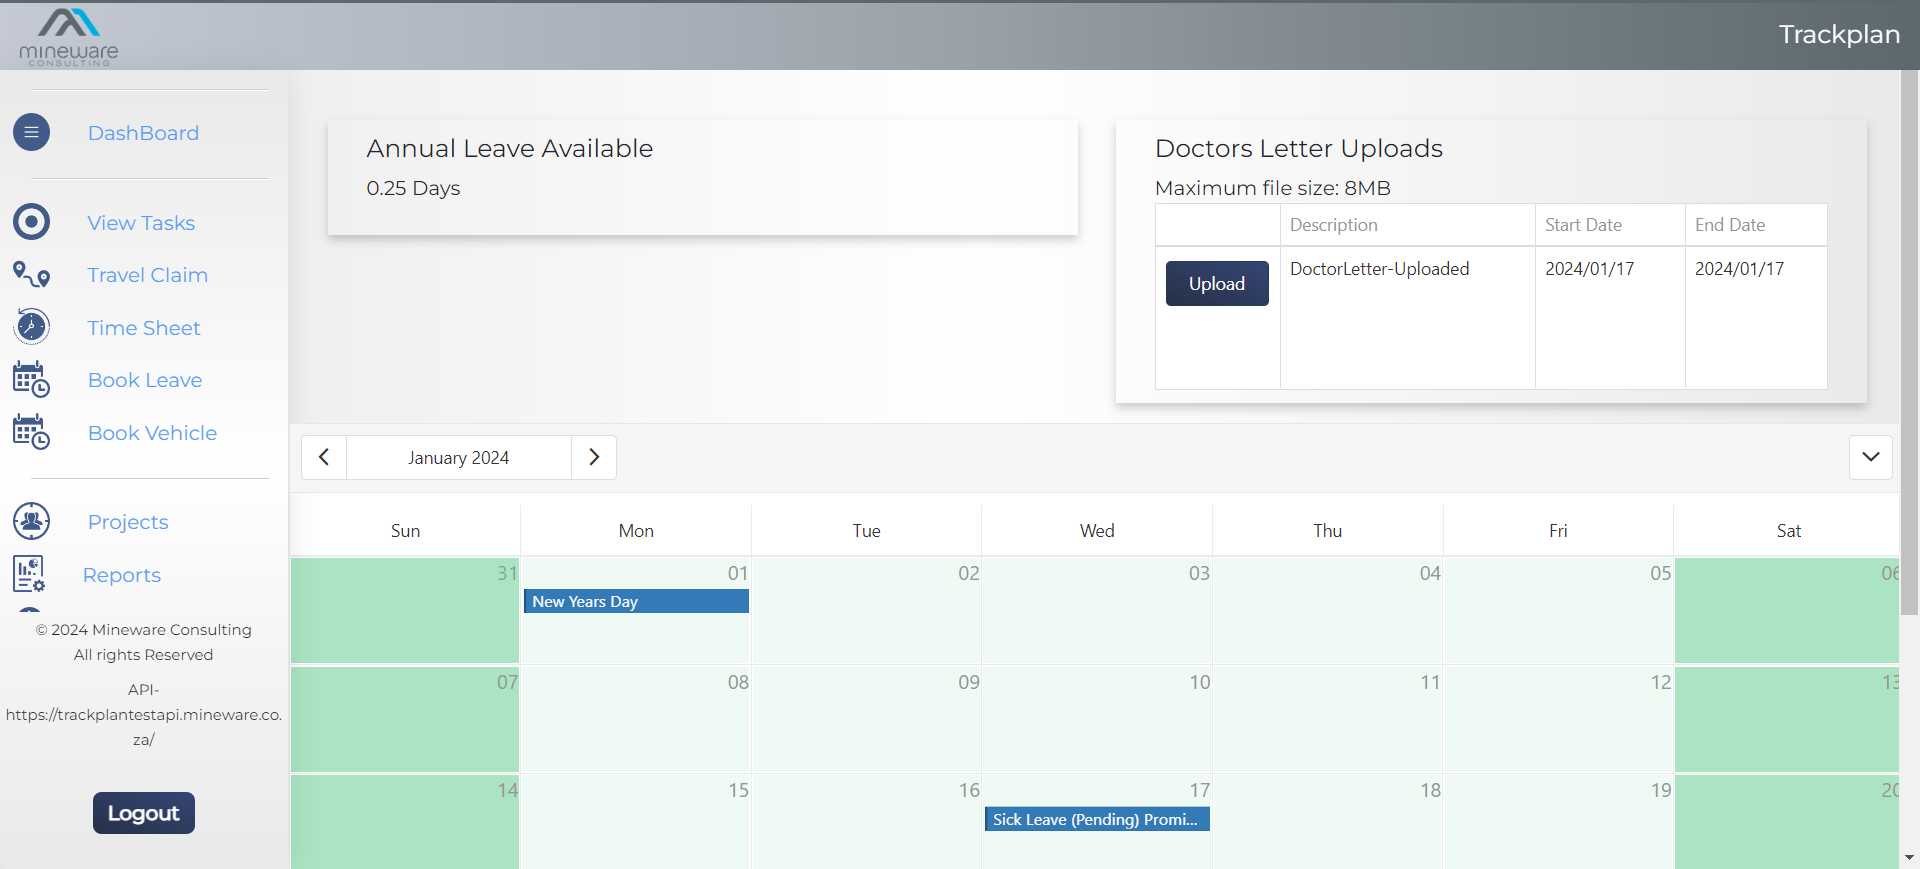 mineware
CONSULTING
Trackplan
DashBoard
View Tasks
Travel Claim
Time Sheet
Book Leave
Book Vehicle
Projects
Reports
© 2024 Mineware Consulting
All rights Reserved
API-
https://trackplantestapi.mineware.co.
za/
Logout
Annual Leave Available
0.25 Days
Doctors Letter Uploads
Maximum file size: 8MB
Description Start Date End Date
Upload DoctorLetter-Uploaded 2024/01/17 2024/01/17
January 2024
Sun Mon Tue Wed Thu Fri Sat
31 01 02 03 04 05 06
New Years Day
07 08 09 10 11 12 13
14 15 16 17 18 19 20
Sick Leave (Pending) Promi...